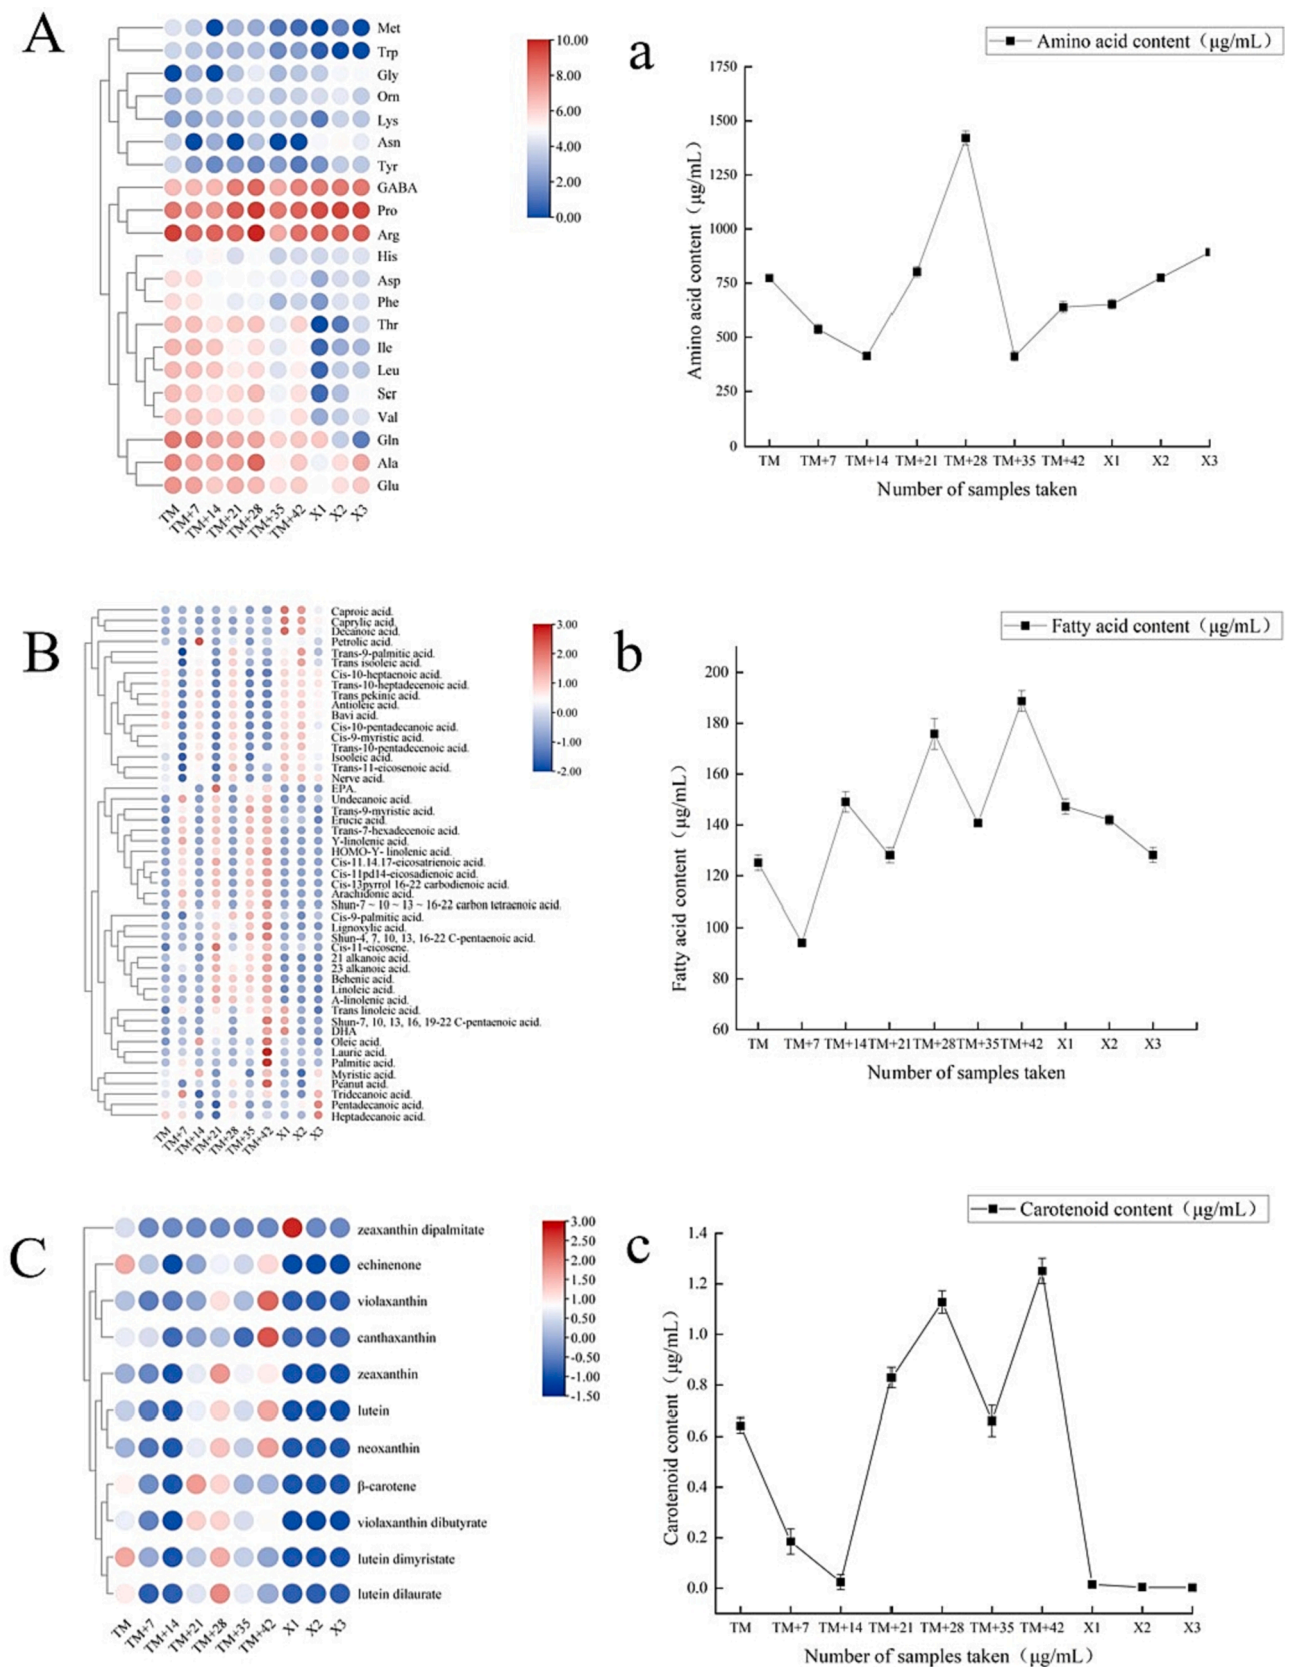 A
Met
Trp
Gly
Orn
Lys
Asn
Tyr
GABA
Pro
Arg
His
Asp
Phe
Thr
Ile
Leu
Ser
Val
Gln
Ala
Glu
TM TM+7 TM+14 TM+21 TM+28 TM+35 TM+42 X1 X2 X3
10.00
8.00
6.00
4.00
2.00
0.00
a
Amino acid content（μg/mL）
Amino acid content（μg/mL）
1750
1500
1250
1000
750
500
250
0
TM TM+7 TM+14 TM+21 TM+28 TM+35 TM+42 X1 X2 X3
Number of samples taken
B
Caproic acid.
Caprylic acid.
Decanoic acid.
Petrolic acid.
Trans-9-palmitic acid.
Trans isooleic acid.
Cis-10-heptaenoic acid.
Trans-10-heptadecenoic acid.
Trans pekinic acid.
Antioleic acid.
Bavi acid.
Cis-10-pentadecanoic acid.
Cis-9-myristic acid.
Trans-10-pentadecenoic acid.
Isooleic acid.
Trans-11-eicosenoic acid.
Nerve acid.
EPA.
Undecanoic acid.
Trans-9-myristic acid.
Erucic acid.
Trans-7-hexadecenoic acid.
Y-linolenic acid.
HOMO-Y- linolenic acid.
Cis-11.14.17-eicosatrienoic acid.
Cis-11pd14-eicosadienoic acid.
Cis-13pyrrol 16-22 carbodienoic acid.
Arachidonic acid.
Shun-7 ~ 10 ~ 13 ~ 16-22 carbon tetraenoic acid.
Cis-9-palmitic acid.
Lignoxylic acid.
Shun-4, 7, 10, 13, 16-22 C-pentaenoic acid.
Cis-11-eicosene.
21 alkanoic acid.
23 alkanoic acid.
Behenic acid.
Linoleic acid.
A-linolenic acid.
Trans linoleic acid.
Shun-7, 10, 13, 16, 19-22 C-pentaenoic acid.
DHA
Oleic acid.
Lauric acid.
Palmitic acid.
Myristic acid.
Peanut acid.
Tridecanoic acid.
Pentadecanoic acid.
Heptadecanoic acid.
TM TM+7 TM+14 TM+21 TM+28 TM+35 TM+42 X1 X2 X3
3.00
2.00
1.00
0.00
-1.00
-2.00
b
Fatty acid content（μg/mL）
Fatty acid content（μg/mL）
200
180
160
140
120
100
80
60
TM TM+7 TM+14 TM+21 TM+28 TM+35 TM+42 X1 X2 X3
Number of samples taken
C
zeaxanthin dipalmitate
echinenone
violaxanthin
canthaxanthin
zeaxanthin
lutein
neoxanthin
β-carotene
violaxanthin dibutyrate
lutein dimyristate
lutein dilaurate
TM TM+7 TM+14 TM+21 TM+28 TM+35 TM+42 X1 X2 X3
3.00
2.50
2.00
1.50
1.00
0.50
0.00
-0.50
-1.00
-1.50
c
Carotenoid content（μg/mL）
Carotenoid content（μg/mL）
1.4
1.2
1.0
0.8
0.6
0.4
0.2
0.0
TM TM+7 TM+14 TM+21 TM+28 TM+35 TM+42 X1 X2 X3
Number of samples taken（μg/mL）